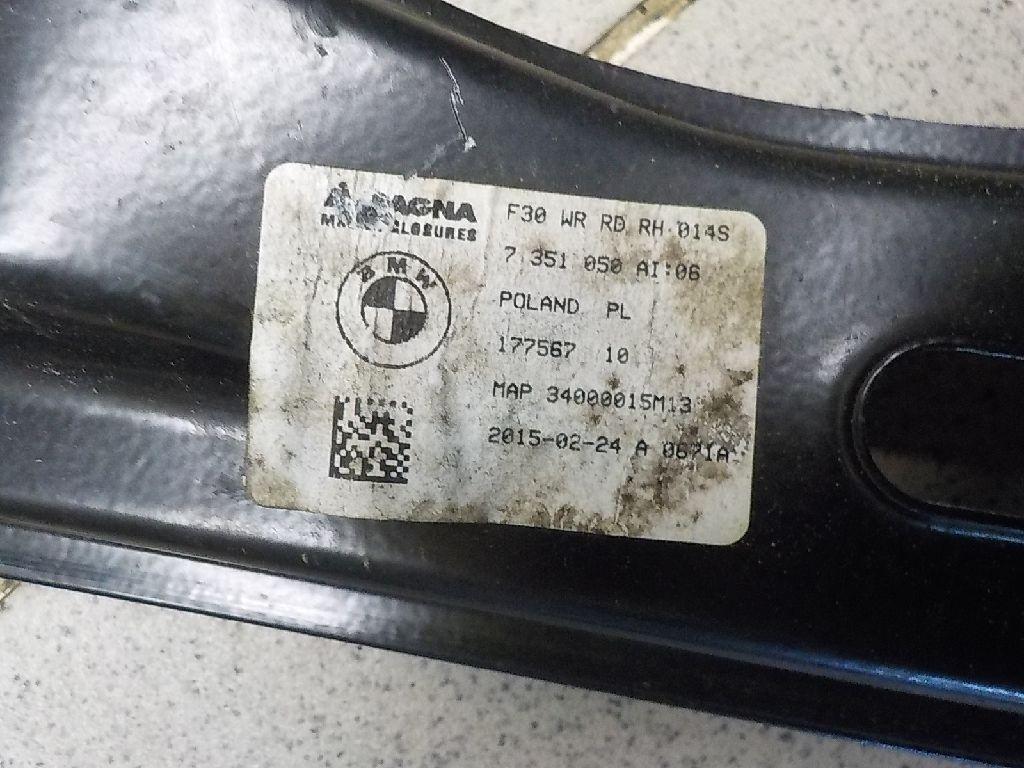 MAGNA
CLOSURES
BMW
F30 WR RD RH 014S
7 351 050 AI:06
POLAND PL
177567 10
MAP 34000015M13
2015-02-24 A 0671A